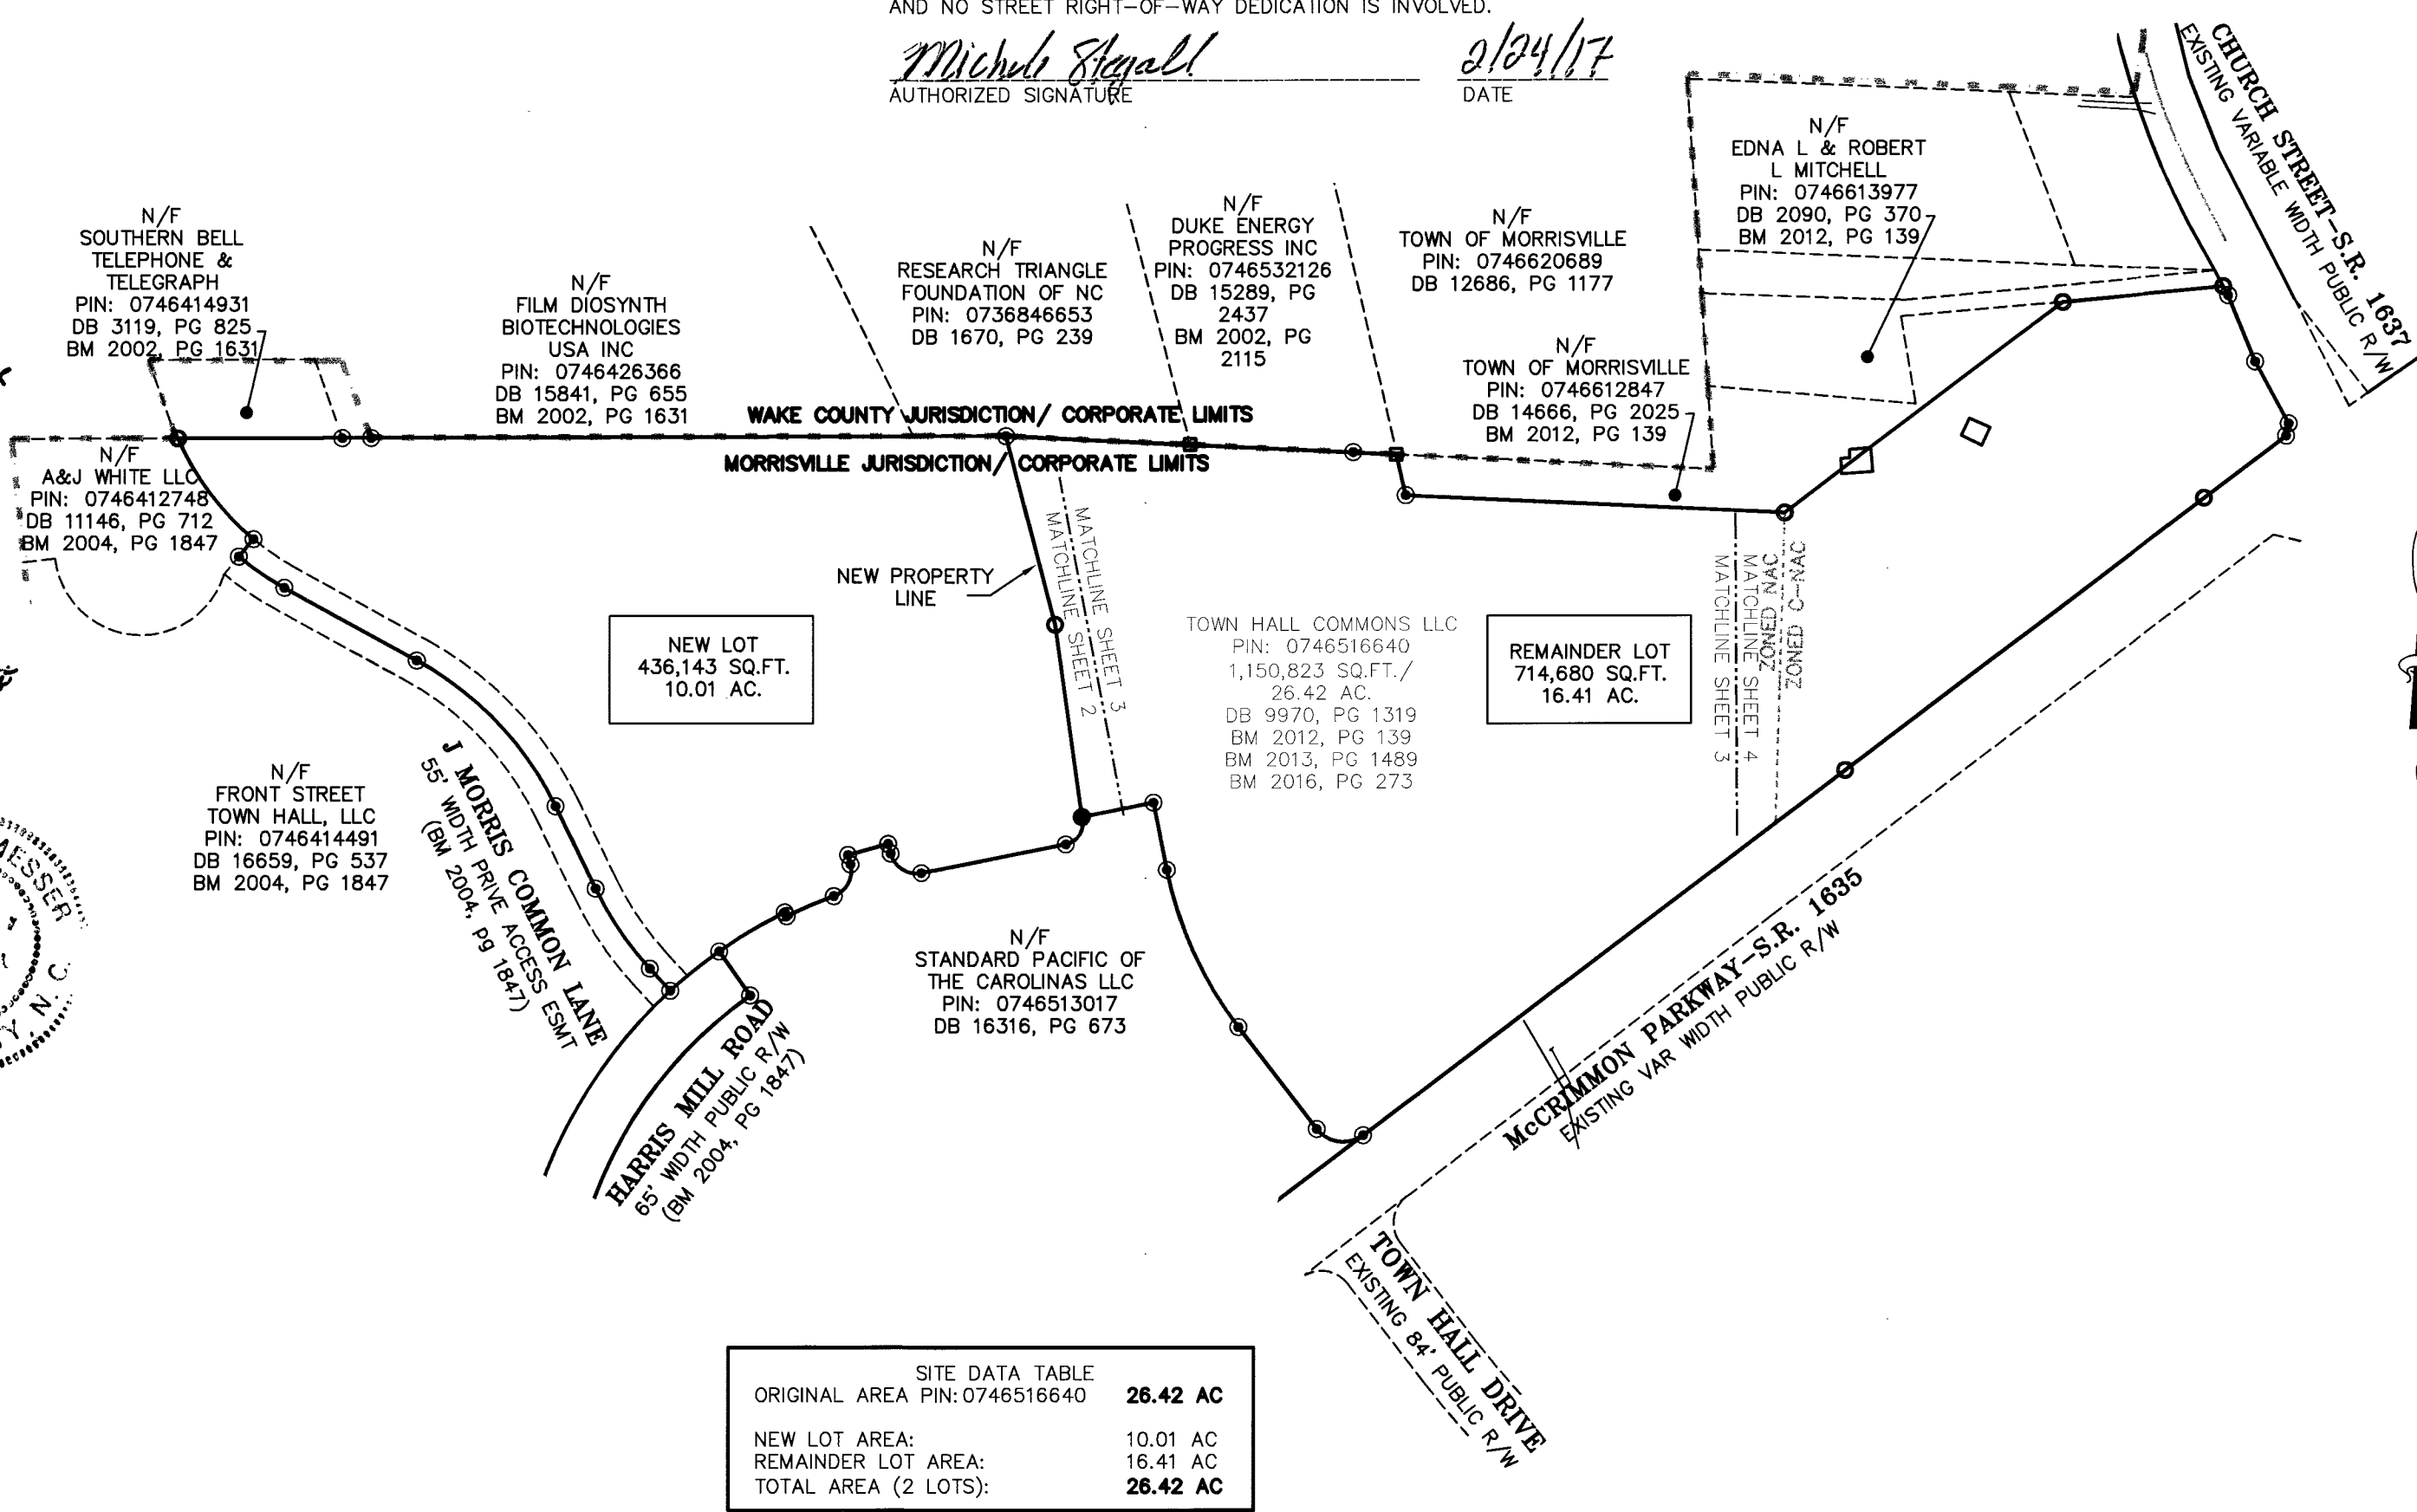 AND NO STREET RIGHT-OF-WAY DEDICATION IS INVOLVED.
Michele Stegall
2/24/17
AUTHORIZED SIGNATURE
DATE
CHURCH STREET-S.R. 1637
EXISTING VARIABLE WIDTH PUBLIC R/W
N/F
EDNA L & ROBERT
L MITCHELL
PIN: 0746613977
DB 2090, PG 370
BM 2012, PG 139
N/F
SOUTHERN BELL
TELEPHONE &
TELEGRAPH
PIN: 0746414931
DB 3119, PG 825
BM 2002, PG 1631
N/F
FILM DIOSYNTH
BIOTECHNOLOGIES
USA INC
PIN: 0746426366
DB 15841, PG 655
BM 2002, PG 1631
N/F
RESEARCH TRIANGLE
FOUNDATION OF NC
PIN: 0736846653
DB 1670, PG 239
N/F
DUKE ENERGY
PROGRESS INC
PIN: 0746532126
DB 15289, PG
2437
BM 2002, PG
2115
N/F
TOWN OF MORRISVILLE
PIN: 0746620689
DB 12686, PG 1177
N/F
TOWN OF MORRISVILLE
PIN: 0746612847
DB 14666, PG 2025
BM 2012, PG 139
WAKE COUNTY JURISDICTION/ CORPORATE LIMITS
MORRISVILLE JURISDICTION/ CORPORATE LIMITS
N/F
A&J WHITE LLC
PIN: 0746412748
DB 11146, PG 712
BM 2004, PG 1847
NEW PROPERTY
LINE
MATCHLINE SHEET 3
MATCHLINE SHEET 2
NEW LOT
436,143 SQ.FT.
10.01 AC.
TOWN HALL COMMONS LLC
PIN: 0746516640
1,150,823 SQ.FT./
26.42 AC.
DB 9970, PG 1319
BM 2012, PG 139
BM 2013, PG 1489
BM 2016, PG 273
REMAINDER LOT
714,680 SQ.FT.
16.41 AC.
MATCHLINE SHEET 3
MATCHLINE SHEET 4
ZONED NAC
ZONED C-NAC
N/F
FRONT STREET
TOWN HALL, LLC
PIN: 0746414491
DB 16659, PG 537
BM 2004, PG 1847
J MORRIS COMMON LANE
55' WIDTH PRIVE ACCESS ESMT
(BM 2004, pg 1847)
N/F
STANDARD PACIFIC OF
THE CAROLINAS LLC
PIN: 0746513017
DB 16316, PG 673
HARRIS MILL ROAD
65' WIDTH PUBLIC R/W
(BM 2004, PG 1847)
McCRIMMON PARKWAY-S.R. 1635
EXISTING VAR WIDTH PUBLIC R/W
TOWN HALL DRIVE
EXISTING 84' PUBLIC R/W
SITE DATA TABLE
ORIGINAL AREA PIN: 0746516640 26.42 AC
NEW LOT AREA: 10.01 AC
REMAINDER LOT AREA: 16.41 AC
TOTAL AREA (2 LOTS): 26.42 AC